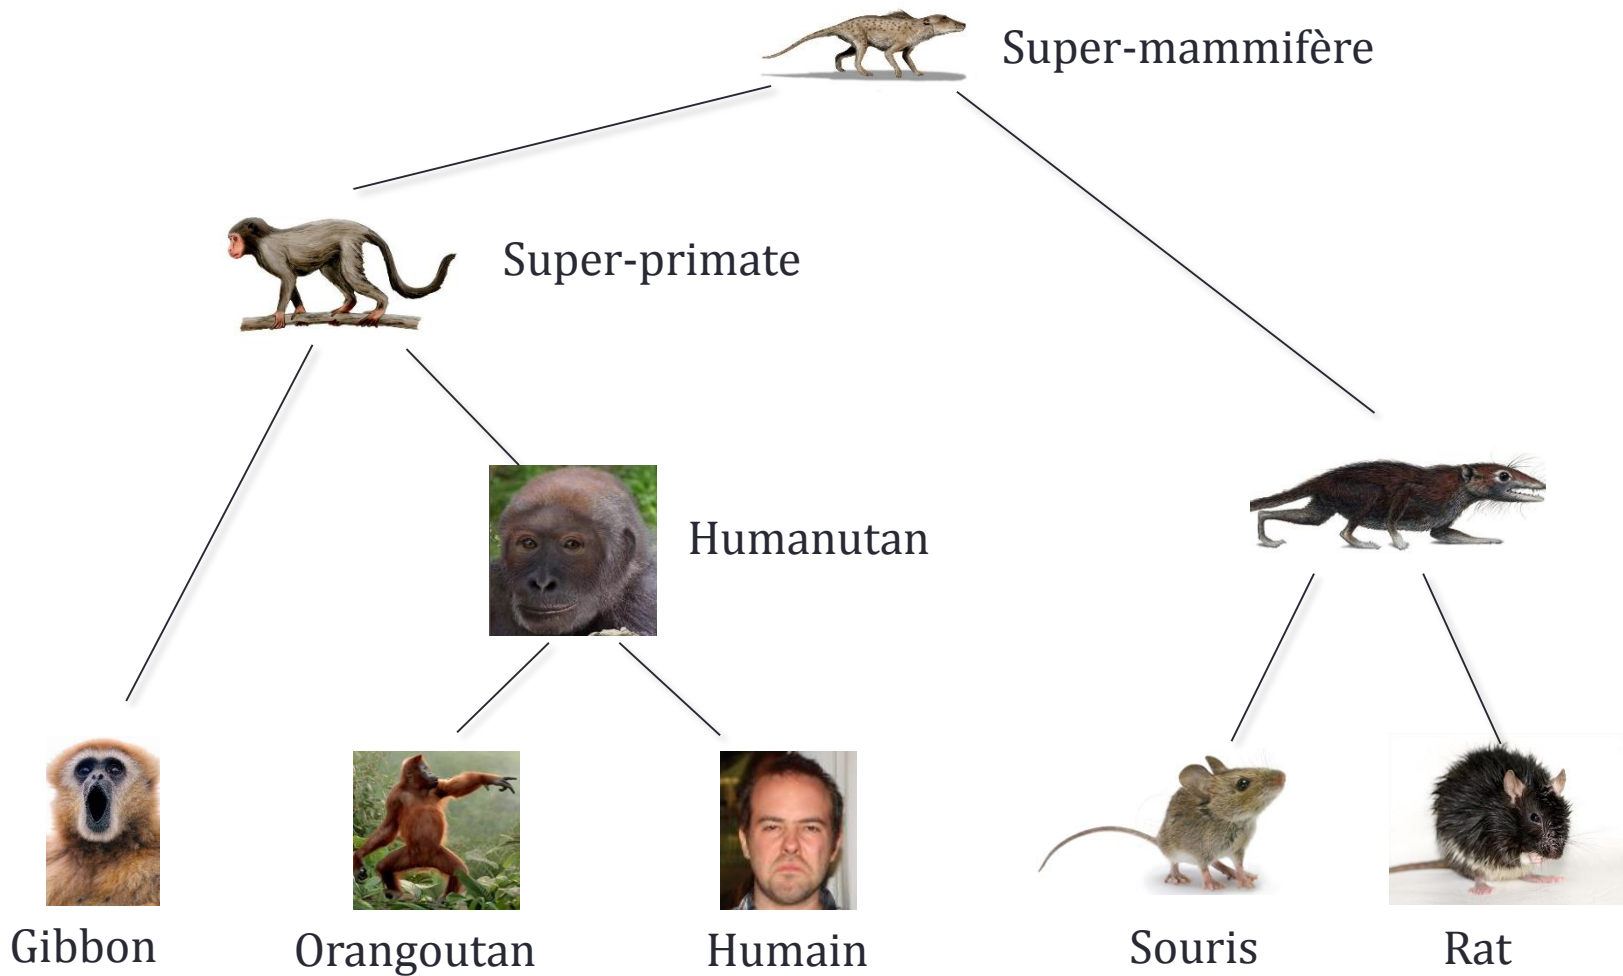 Super-mammifère
Super-primate
Humanutan
Gibbon
Orangoutan
Humain
Souris
Rat